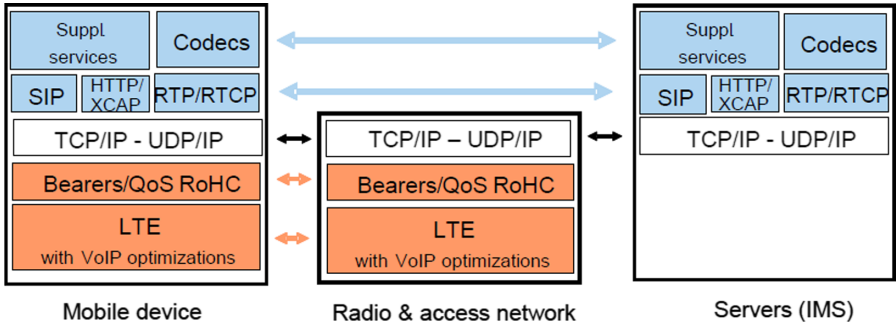 Suppl
services
Codecs
SIP
HTTP/
XCAP
RTP/RTCP
TCP/IP - UDP/IP
Bearers/QoS RoHC
LTE
with VoIP optimizations
Mobile device
TCP/IP – UDP/IP
Bearers/QoS RoHC
LTE
with VoIP optimizations
Radio & access network
Suppl
services
Codecs
SIP
HTTP/
XCAP
RTP/RTCP
TCP/IP - UDP/IP
Servers (IMS)